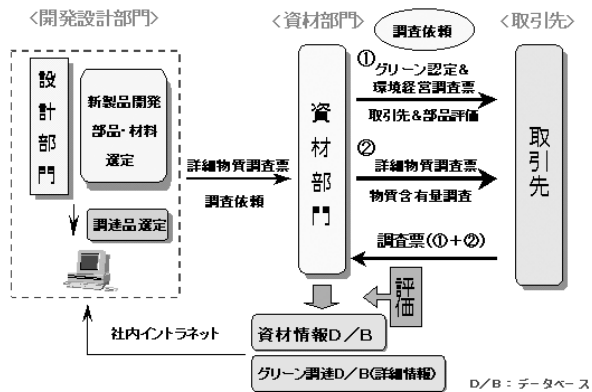 <開発設計部門>
<資材部門>
<取引先>
調査依頼
設計部門
新製品開発
部品・材料
選定
調達品選定
詳細物質調査票
調査依頼
資材部門
①
グリーン認定&
環境経営調査票
取引先&部品評価
②
詳細物質調査票
物質含有量調査
調査票(①+②)
取引先
評価
社内イントラネット
資材情報D/B
グリーン調達D/B(詳細情報)
D/B:データベース